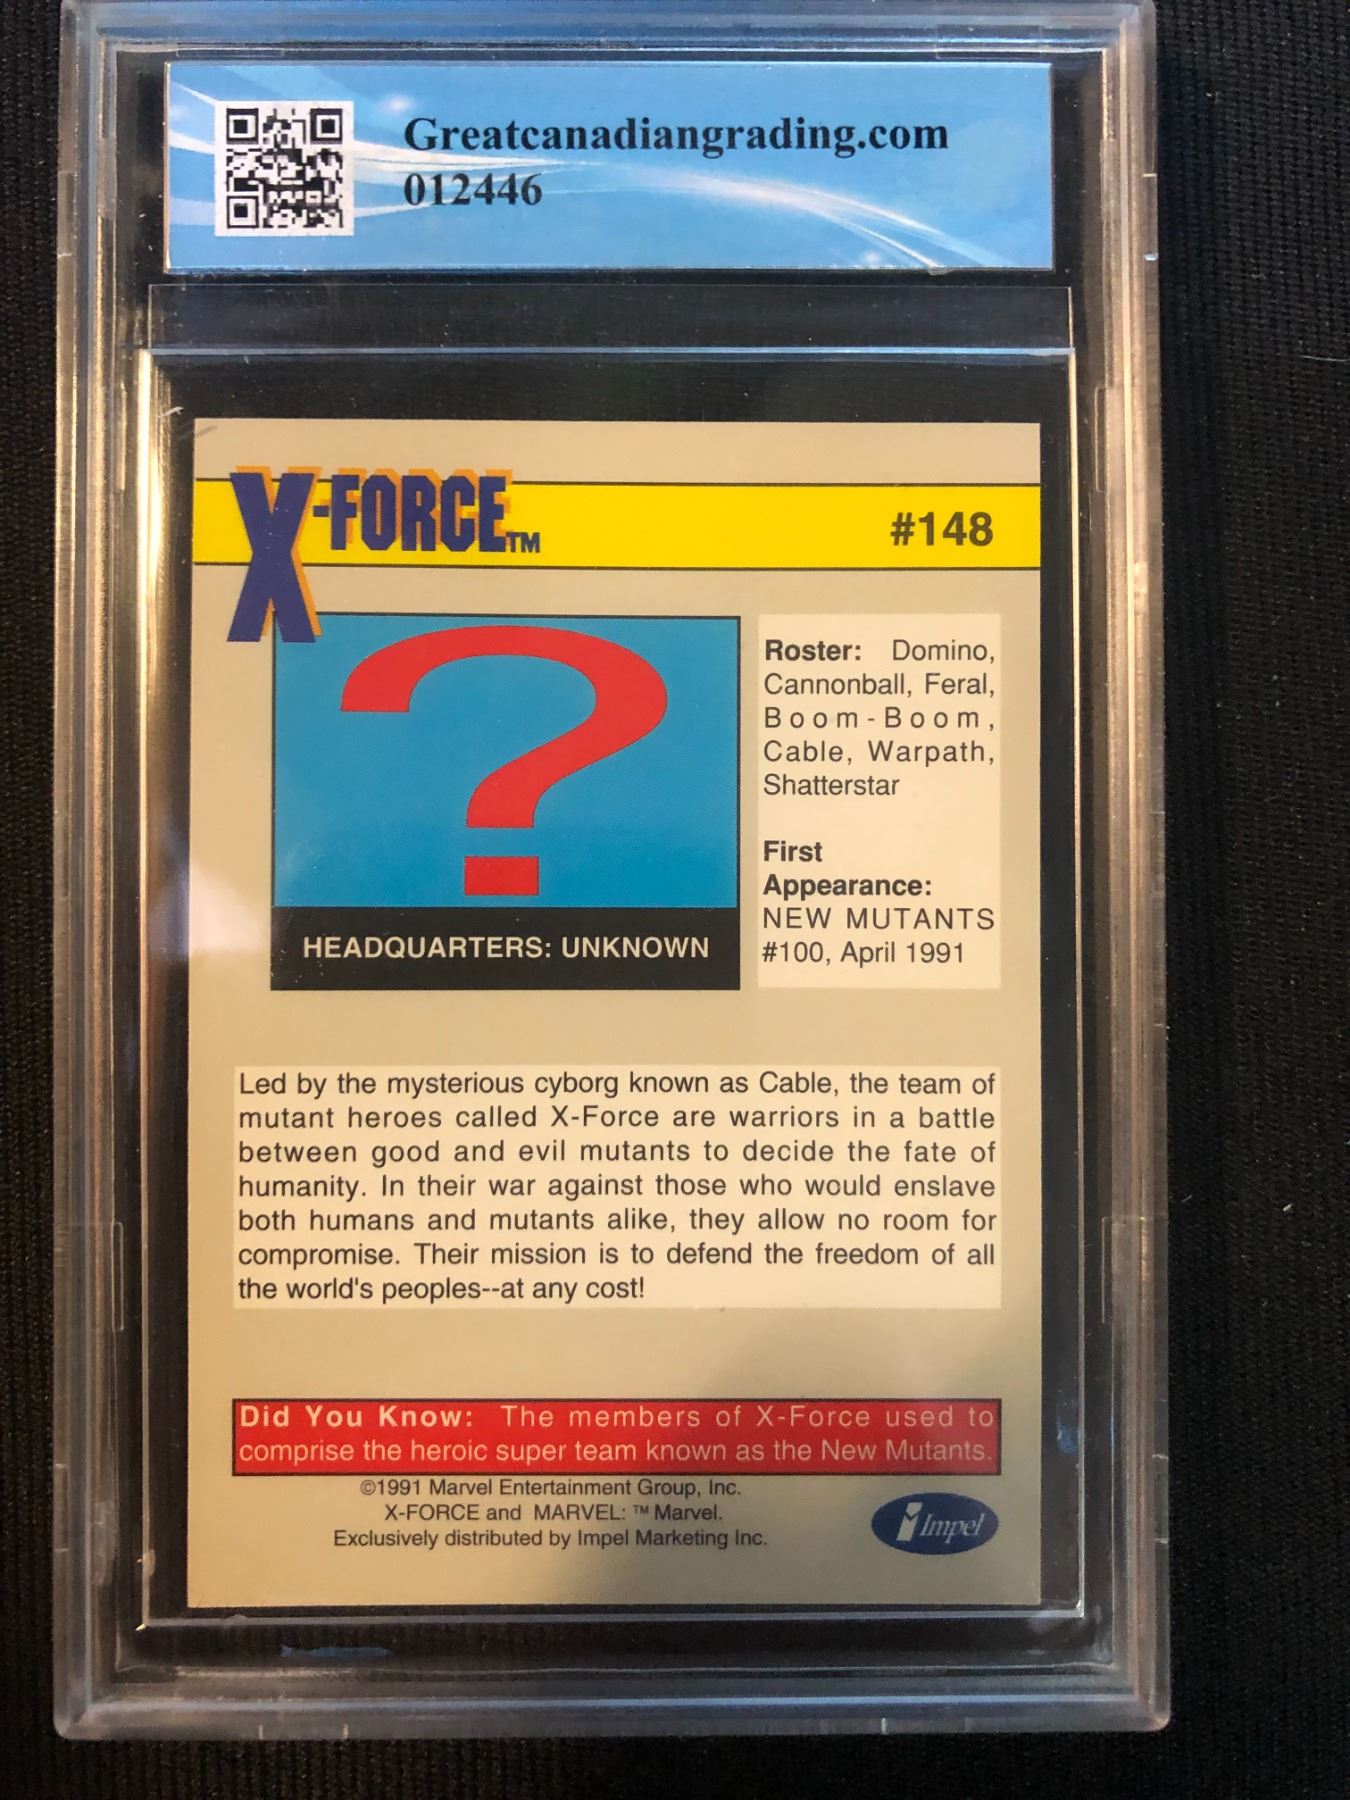 Greatcanadiangrading.com
012446
X-FORCE™
#148
Roster: Domino,
Cannonball, Feral,
Boom-Boom,
Cable, Warpath,
Shatterstar
First
Appearance:
NEW MUTANTS
#100, April 1991
HEADQUARTERS: UNKNOWN
Led by the mysterious cyborg known as Cable, the team of
mutant heroes called X-Force are warriors in a battle
between good and evil mutants to decide the fate of
humanity. In their war against those who would enslave
both humans and mutants alike, they allow no room for
compromise. Their mission is to defend the freedom of all
the world's peoples--at any cost!
Did You Know: The members of X-Force used to
comprise the heroic super team known as the New Mutants.
©1991 Marvel Entertainment Group, Inc.
X-FORCE and MARVEL: ™ Marvel.
Exclusively distributed by Impel Marketing Inc.
Impel